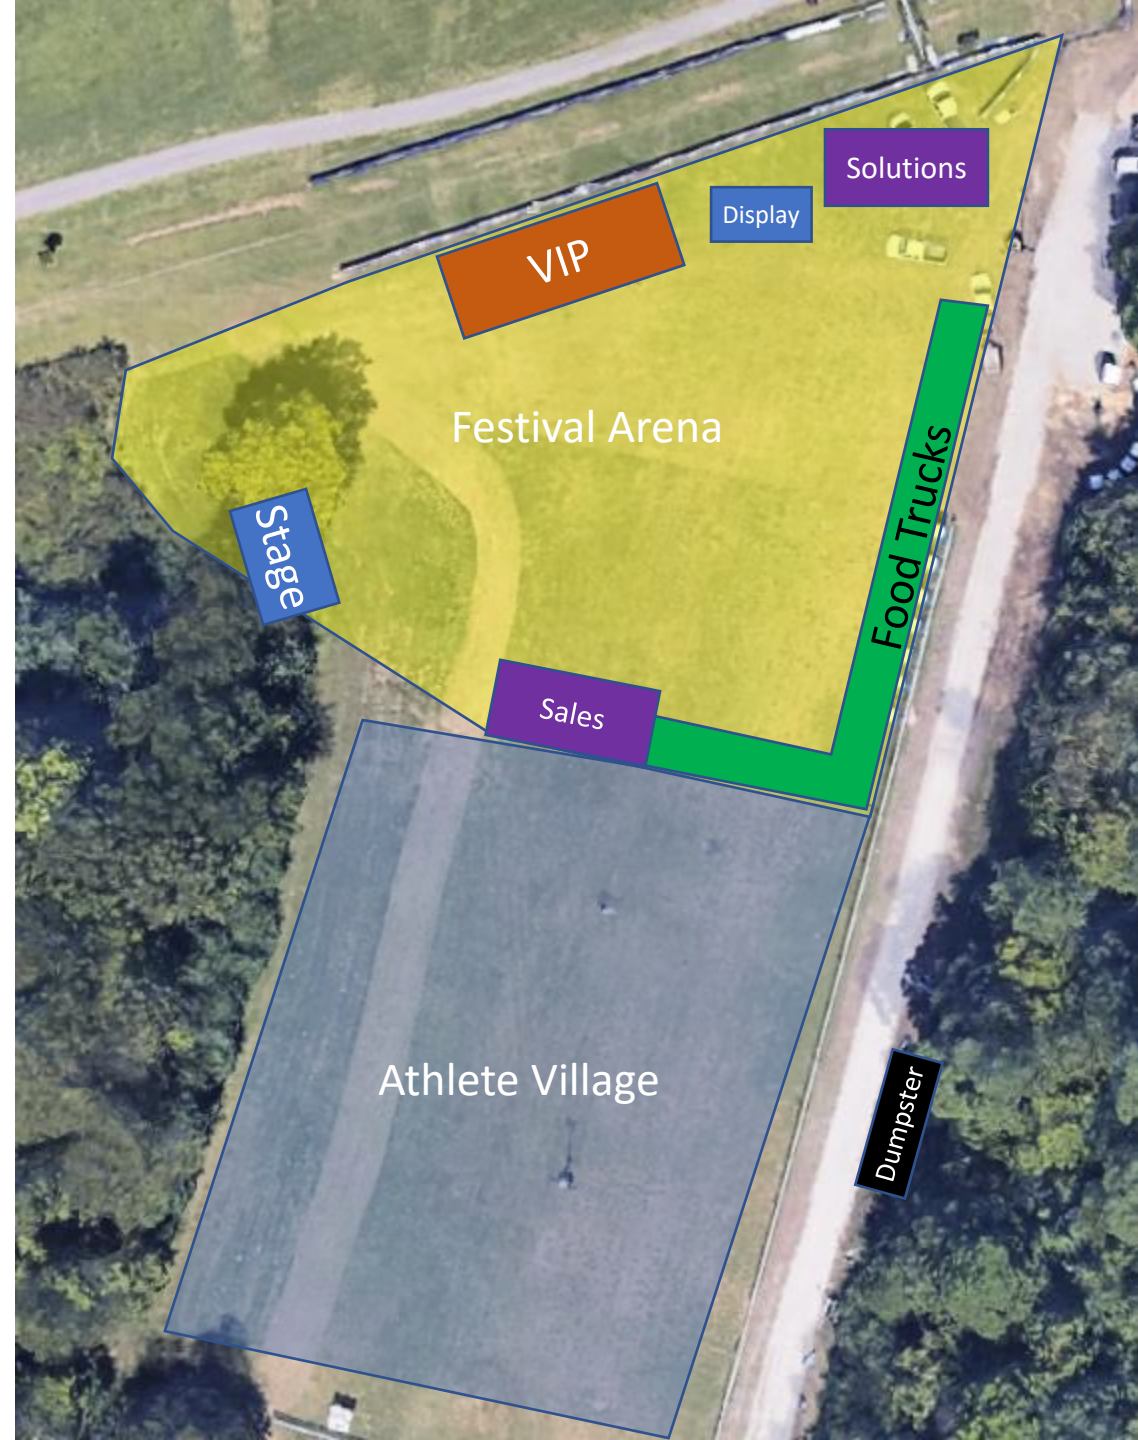 Solutions
Display
VIP
Festival Arena
Food Trucks
Stage
Sales
Athlete Village
Dumpster